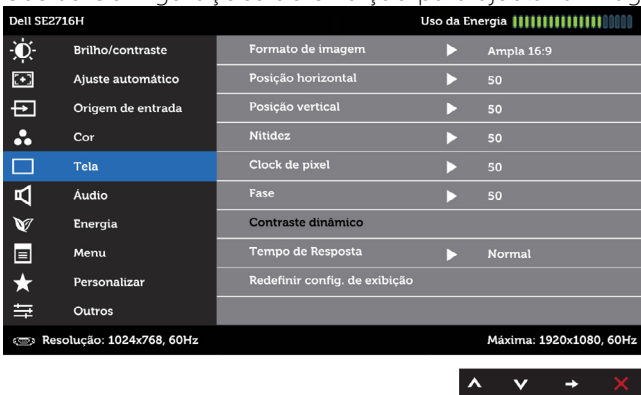 Dell SE2716H Uso da Energia
Brilho/contraste Formato de imagem Ampla 16:9
Ajuste automático Posição horizontal 50
Origem de entrada Posição vertical 50
Cor Nitidez 50
Tela Clock de pixel 50
Áudio Fase 50
Energia Contraste dinâmico
Menu Tempo de Resposta Normal
Personalizar Redefinir config. de exibição
Outros
Resolução: 1024x768, 60Hz Máxima: 1920x1080, 60Hz